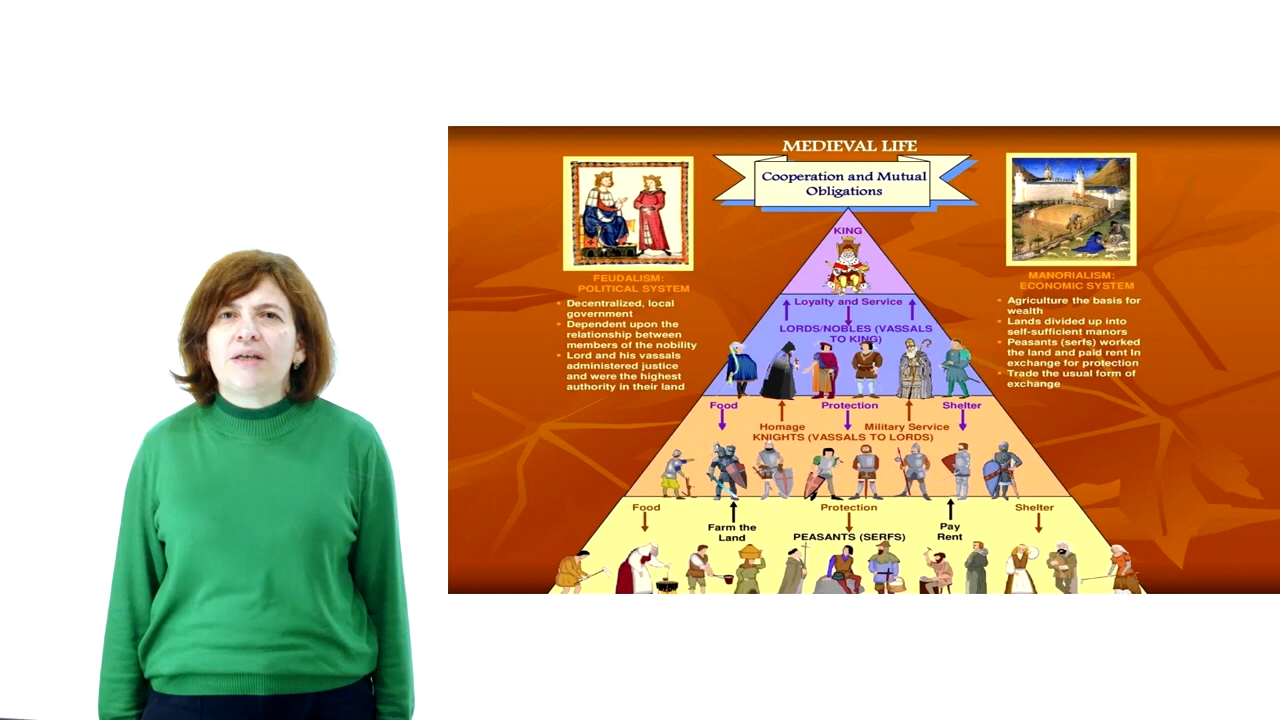 MEDIEVAL LIFE
Cooperation and Mutual
Obligations
FEUDALISM:
POLITICAL SYSTEM
Decentralized, local
government
Dependent upon the
relationship between
members of the nobility
Lord and his vassals
administered justice
and were the highest
authority in their land
MANORIALISM:
ECONOMIC SYSTEM
Agriculture the basis for
wealth
Lands divided up into
self-sufficient manors
Peasants (serfs) worked
the land and paid rent In
exchange for protection
Trade the usual form of
exchange
KING
Loyalty and Service
LORDS/NOBLES (VASSALS
TO KING)
Food Protection Shelter
Homage Military Service
KNIGHTS (VASSALS TO LORDS)
Food Protection Shelter
Farm the
Land
Pay
Rent
PEASANTS (SERFS)